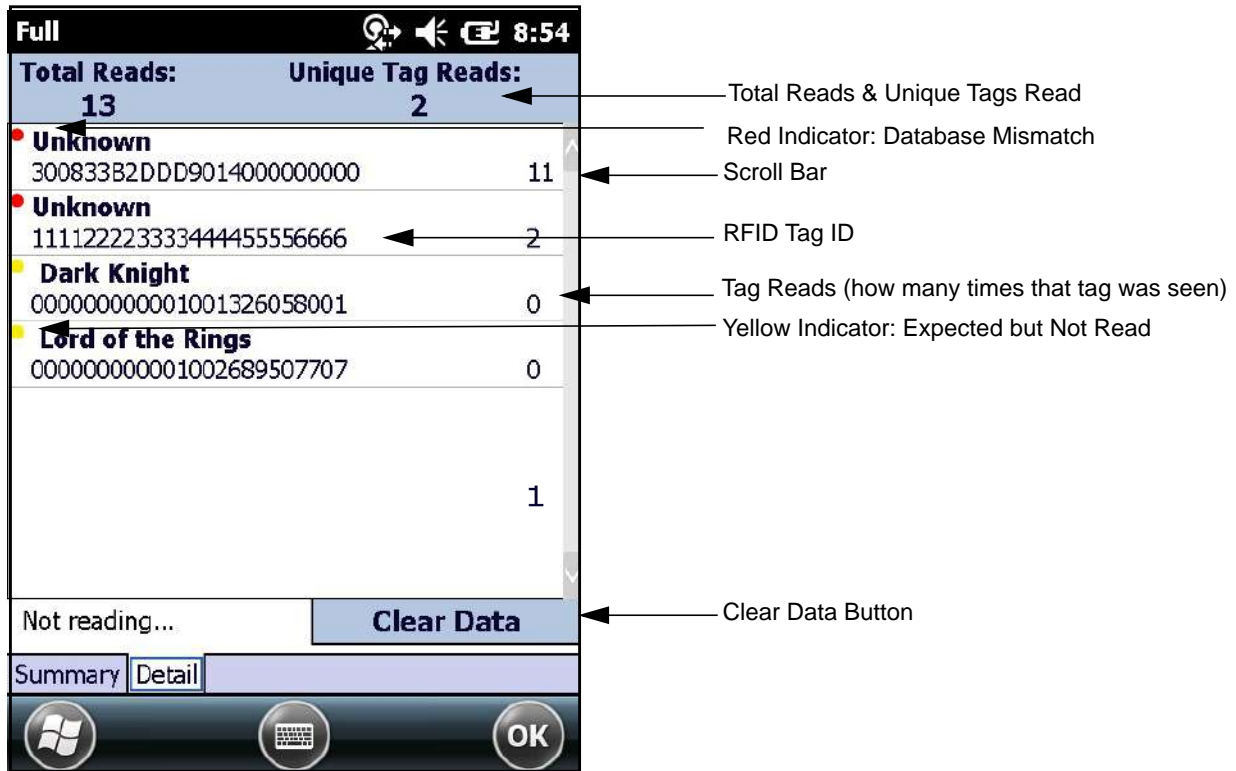 Full 8:54
Total Reads: Unique Tag Reads:
13 2
Total Reads & Unique Tags Read
Unknown
Red Indicator: Database Mismatch
300833B2DDD9014000000000 11
Scroll Bar
Unknown
111122223333444455556666 2
RFID Tag ID
Dark Knight
000000000001001326058001 0
Tag Reads (how many times that tag was seen)
Lord of the Rings
Yellow Indicator: Expected but Not Read
000000000001002689507707 0
1
Not reading... Clear Data
Clear Data Button
Summary Detail
OK